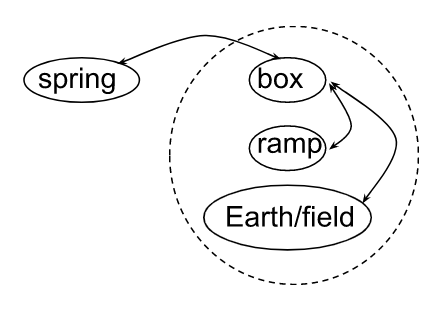 spring
box
ramp
Earth/field